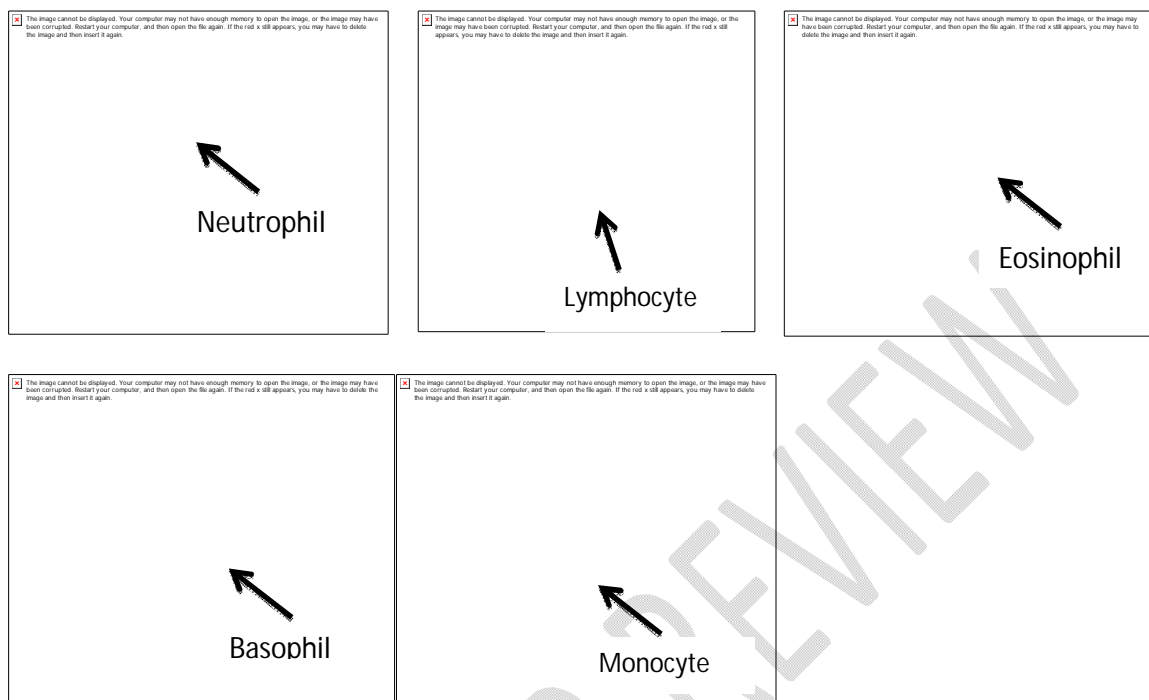 The image cannot be displayed. Your computer may not have enough memory to open the image, or the image may have
been corrupted. Restart your computer, and then open the file again. If the red x still appears, you may have to delete
the image and then insert it again.
Neutrophil
The image cannot be displayed. Your computer may not have enough memory to open the image, or the
image may have been corrupted. Restart your computer, and then open the file again. If the red x still
appears, you may have to delete the image and then insert it again.
Lymphocyte
The image cannot be displayed. Your computer may not have enough memory to open the image, or the image may
have been corrupted. Restart your computer, and then open the file again. If the red x still appears, you may have to
delete the image and then insert it again.
Eosinophil
The image cannot be displayed. Your computer may not have enough memory to open the image, or the image may have
been corrupted. Restart your computer, and then open the file again. If the red x still appears, you may have to delete the
image and then insert it again.
Basophil
The image cannot be displayed. Your computer may not have enough memory to open the image, or the image may have
been corrupted. Restart your computer, and then open the file again. If the red x still appears, you may have to delete
the image and then insert it again.
Monocyte
REVIEW